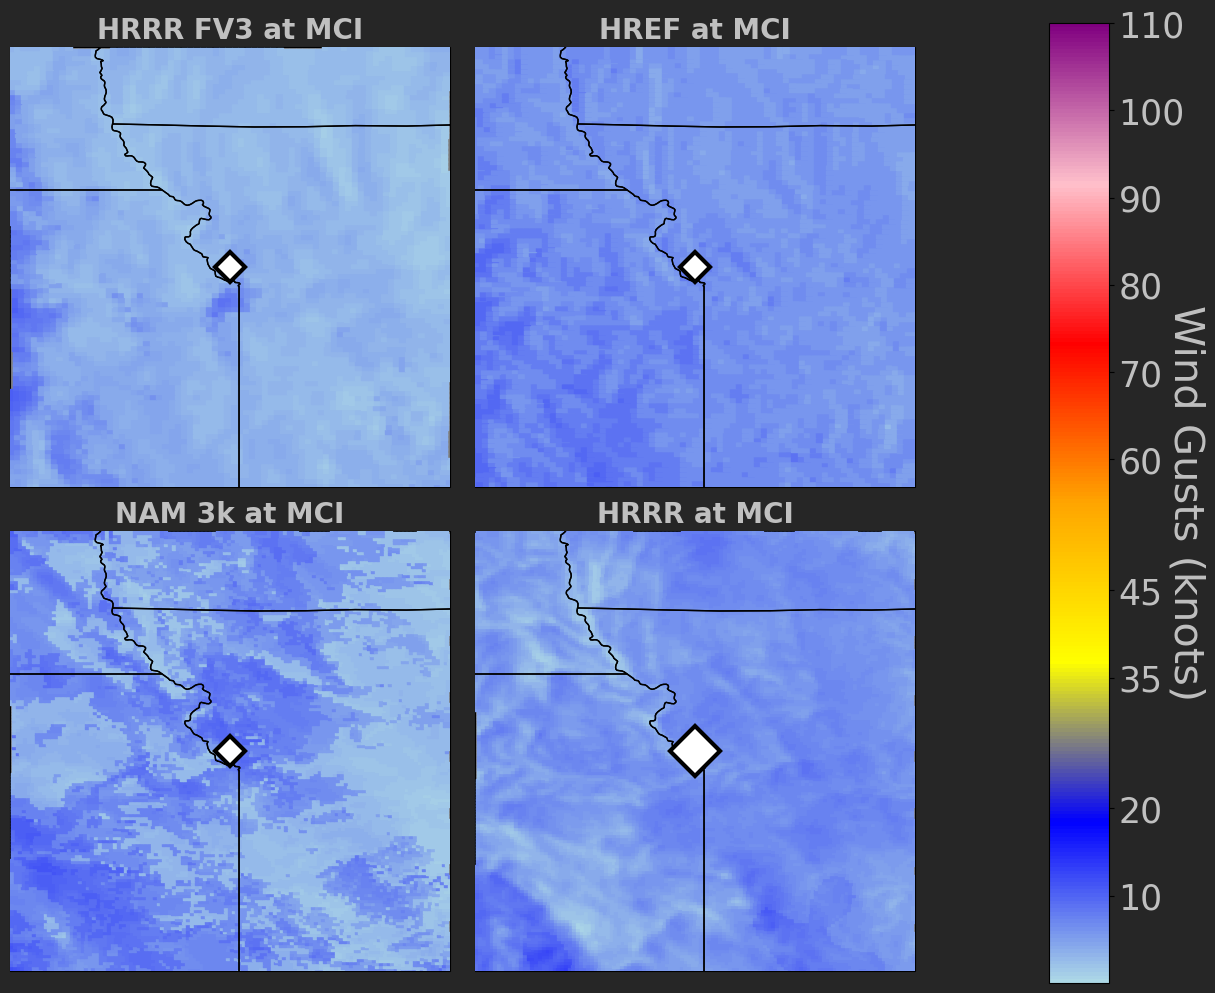 HRRR FV3 at MCI
HREF at MCI
NAM 3k at MCI
HRRR at MCI
110
100
90
80
70
60
45
35
20
10
Wind Gusts (knots)